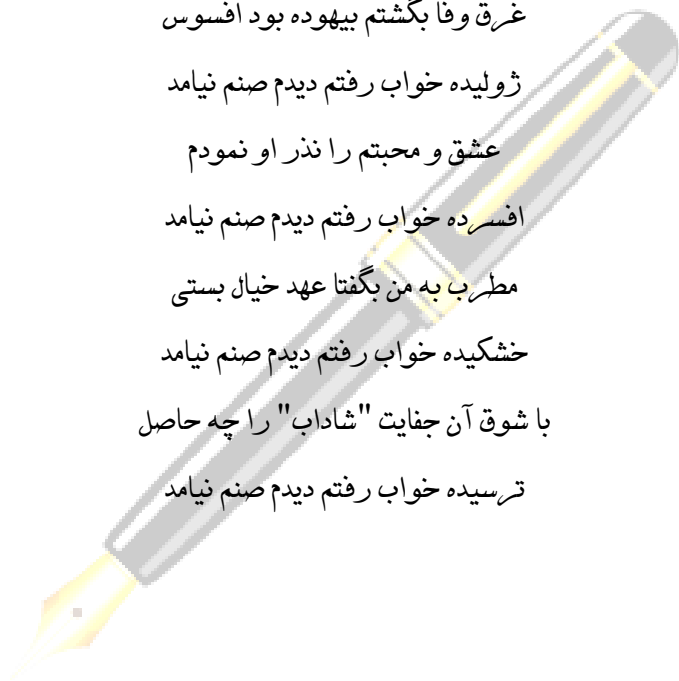 غرق وفا بگشتم بیهوده بود افسوس
ژولیده خواب رفتم دیدم صنم نیامد
عشق و محبتم را نذر او نمودم
افسرده خواب رفتم دیدم صنم نیامد
مطرب به من بگفتا عهد خیال بستی
خشکیده خواب رفتم دیدم صنم نیامد
با شوق آن جفایت "شاداب" را چه حاصل
ترسیده خواب رفتم دیدم صنم نیامد